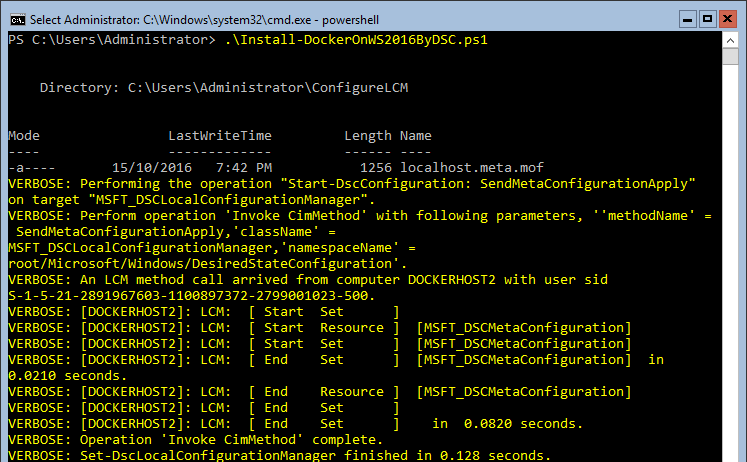 Select Administrator: C:\Windows\system32\cmd.exe - powershell
PS C:\Users\Administrator> .\Install-DockerOnWS2016ByDSC.ps1
Directory: C:\Users\Administrator\ConfigureLCM
Mode LastWriteTime Length Name
---- ------------- ------ ----
-a---- 15/10/2016 7:42 PM 1256 localhost.meta.mof
VERBOSE: Performing the operation "Start-DscConfiguration: SendMetaConfigurationApply"
on target "MSFT_DSCLocalConfigurationManager".
VERBOSE: Perform operation 'Invoke CimMethod' with following parameters, ''methodName' =
SendMetaConfigurationApply,'className' =
MSFT_DSCLocalConfigurationManager,'namespaceName' =
root/Microsoft/Windows/DesiredStateConfiguration'.
VERBOSE: An LCM method call arrived from computer DOCKERHOST2 with user sid
S-1-5-21-2891967603-1100897372-2799001023-500.
VERBOSE: [DOCKERHOST2]: LCM: [ Start Set ]
VERBOSE: [DOCKERHOST2]: LCM: [ Start Resource ] [MSFT_DSCMetaConfiguration]
VERBOSE: [DOCKERHOST2]: LCM: [ Start Set ] [MSFT_DSCMetaConfiguration]
VERBOSE: [DOCKERHOST2]: LCM: [ End Set ] [MSFT_DSCMetaConfiguration] in
0.0210 seconds.
VERBOSE: [DOCKERHOST2]: LCM: [ End Resource ] [MSFT_DSCMetaConfiguration]
VERBOSE: [DOCKERHOST2]: LCM: [ End Set ]
VERBOSE: [DOCKERHOST2]: LCM: [ End Set ] in 0.0820 seconds.
VERBOSE: Operation 'Invoke CimMethod' complete.
VERBOSE: Set-DscLocalConfigurationManager finished in 0.128 seconds.